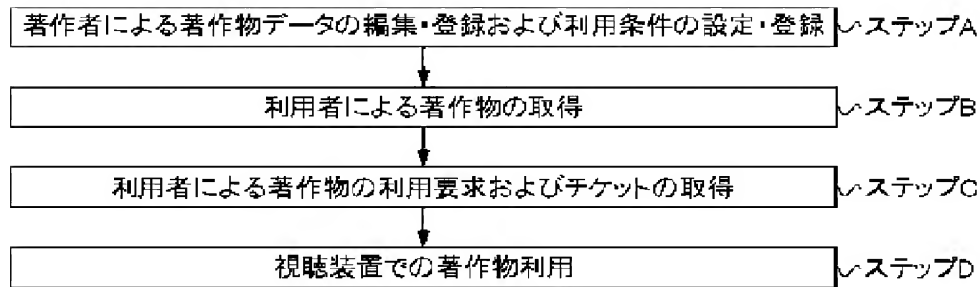 著作者による著作物データの編集・登録および利用条件の設定・登録 ステップA
利用者による著作物の取得 ステップB
利用者による著作物の利用要求およびチケットの取得 ステップC
視聴装置での著作物利用 ステップD